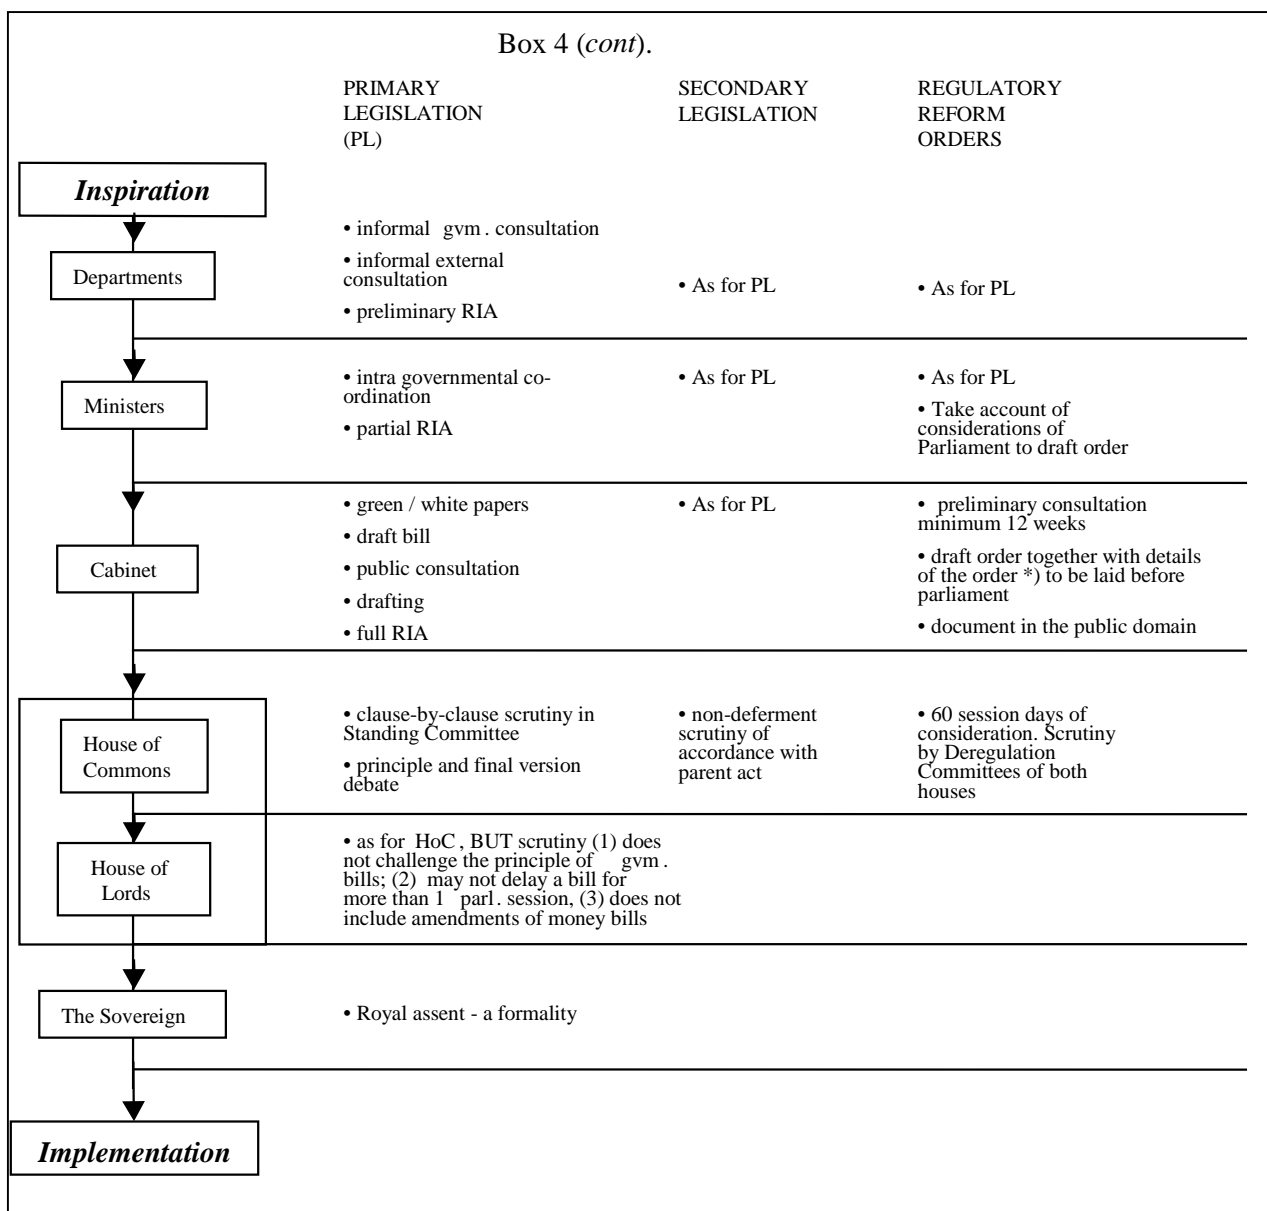 Box 4 (cont).
PRIMARY
LEGISLATION
(PL)
SECONDARY
LEGISLATION
REGULATORY
REFORM
ORDERS
Inspiration
Departments
• informal gvm. consultation
• informal external
consultation
• preliminary RIA
• As for PL
• As for PL
Ministers
• intra governmental co-
ordination
• partial RIA
• As for PL
• As for PL
• Take account of
considerations of
Parliament to draft order
Cabinet
• green / white papers
• draft bill
• public consultation
• drafting
• full RIA
• As for PL
• preliminary consultation
minimum 12 weeks
• draft order together with details
of the order *) to be laid before
parliament
• document in the public domain
House of
Commons
• clause-by-clause scrutiny in
Standing Committee
• principle and final version
debate
• non-deferment
scrutiny of
accordance with
parent act
• 60 session days of
consideration. Scrutiny
by Deregulation
Committees of both
houses
House of
Lords
• as for HoC, BUT scrutiny (1) does
not challenge the principle of gvm.
bills; (2) may not delay a bill for
more than 1 parl. session, (3) does not
include amendments of money bills
The Sovereign
• Royal assent - a formality
Implementation